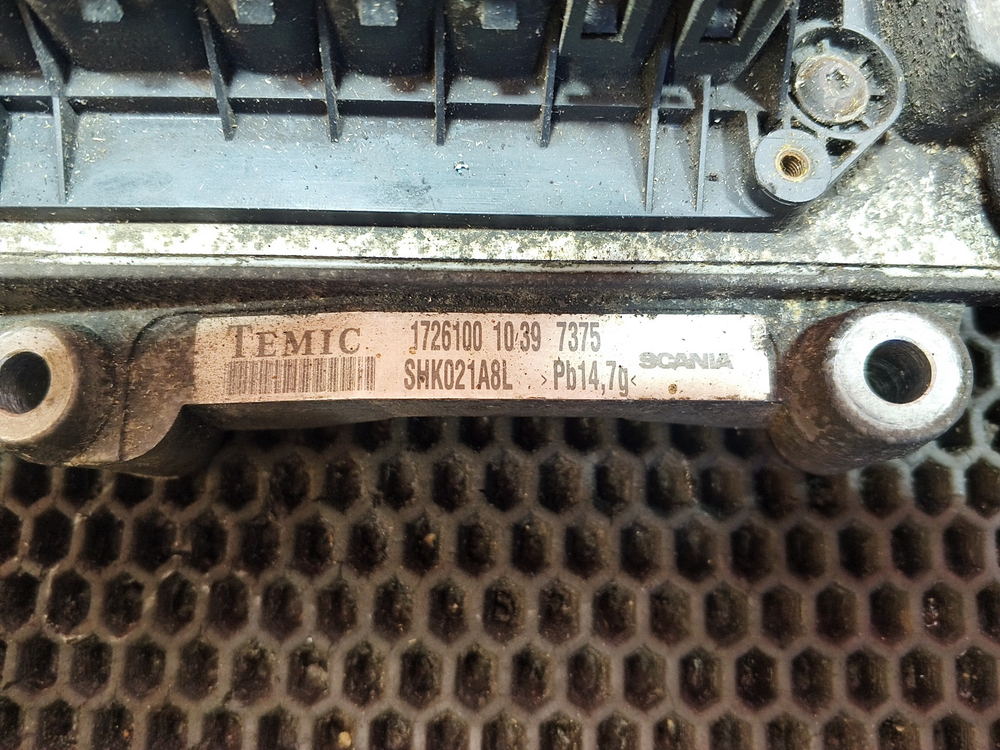 TEMIC 1726100 10 39 7375
SHK021A8L >Pb14,7g< SCANIA